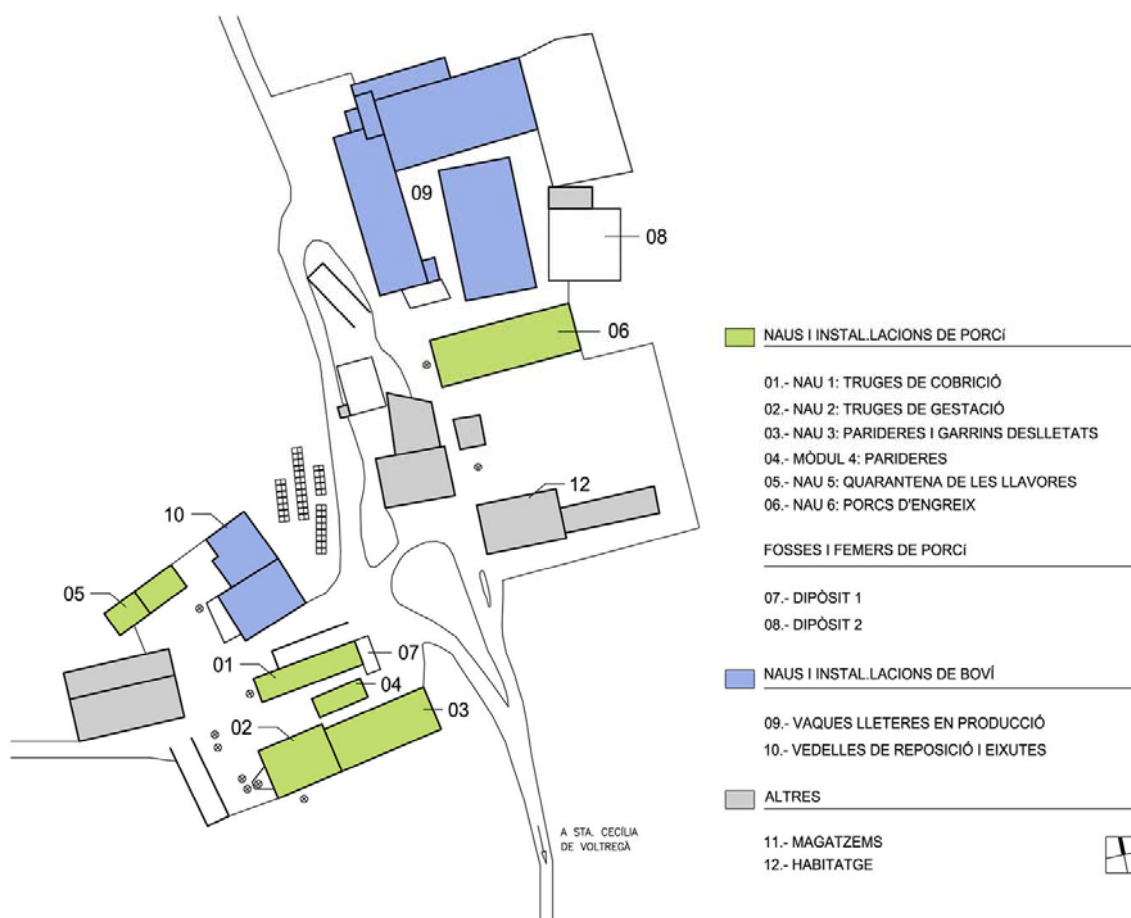 09
08
06
12
10
05
01
07
04
02
03
A STA. CECÍLIA
DE VOLTREGÀ
NAUS I INSTAL.LACIONS DE PORCí
01.- NAU 1: TRUGES DE COBRICIÓ
02.- NAU 2: TRUGES DE GESTACIÓ
03.- NAU 3: PARIDERES I GARRINS DESLLETATS
04.- MÒDUL 4: PARIDERES
05.- NAU 5: QUARANTENA DE LES LLAVORES
06.- NAU 6: PORCS D'ENGREIX
FOSSES I FEMERS DE PORCí
07.- DIPÒSIT 1
08.- DIPÒSIT 2
NAUS I INSTAL.LACIONS DE BOVÍ
09.- VAQUES LLETERES EN PRODUCCIÓ
10.- VEDELLES DE REPOSICIÓ I EIXUTES
ALTRES
11.- MAGATZEMS
12.- HABITATGE